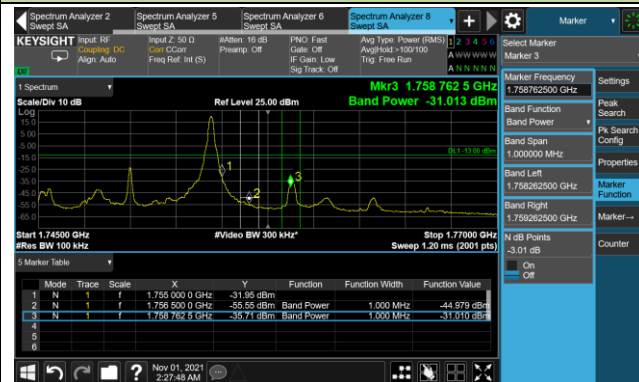 Spectrum Analyzer 2
Swept SA
Spectrum Analyzer 5
Swept SA
Spectrum Analyzer 6
Swept SA
Spectrum Analyzer 8
Swept SA
+
Marker
KEYSIGHT
Input: RF
Coupling: DC
Align: Auto
Input Z: 50 Ω
Corr CCorr
Freq Ref: Int (S)
#Atten: 16 dB
Preamp: Off
PNO: Fast
Gate: Off
IF Gain: Low
Sig Track: Off
Avg Type: Power (RMS)
Avg|Hold:>100/100
Trig: Free Run
1 2 3 4 5 6
A W W W W W
A N N N N N
Select Marker
Marker 3
1 Spectrum
Scale/Div 10 dB
Ref Level 25.00 dBm
Mkr3 1.758 762 5 GHz
Band Power -31.013 dBm
Log
15.0
5.00
-5.00
-15.0
-25.0
-35.0
-45.0
-55.0
-65.0
DL1 -13.00 dBm
1
2
3
Start 1.74500 GHz
#Res BW 100 kHz
#Video BW 300 kHz*
Stop 1.77000 GHz
Sweep 1.20 ms (2001 pts)
Marker Frequency
1.758762500 GHz
Band Function
Band Power
Band Span
1.000000 MHz
Band Left
1.758262500 GHz
Band Right
1.759262500 GHz
N dB Points
-3.01 dB
On
Off
Settings
Peak
Search
Pk Search
Config
Properties
Marker
Function
Marker→
Counter
5 Marker Table
Mode Trace Scale X Y Function Function Width Function Value
1 N 1 f 1.755 000 0 GHz -31.95 dBm
2 N 1 f 1.756 500 0 GHz -55.55 dBm Band Power 1.000 MHz -44.979 dBm
3 N 1 f 1.758 762 5 GHz -35.71 dBm Band Power 1.000 MHz -31.010 dBm
4
5
6
?
Nov 01, 2021
2:27:48 AM